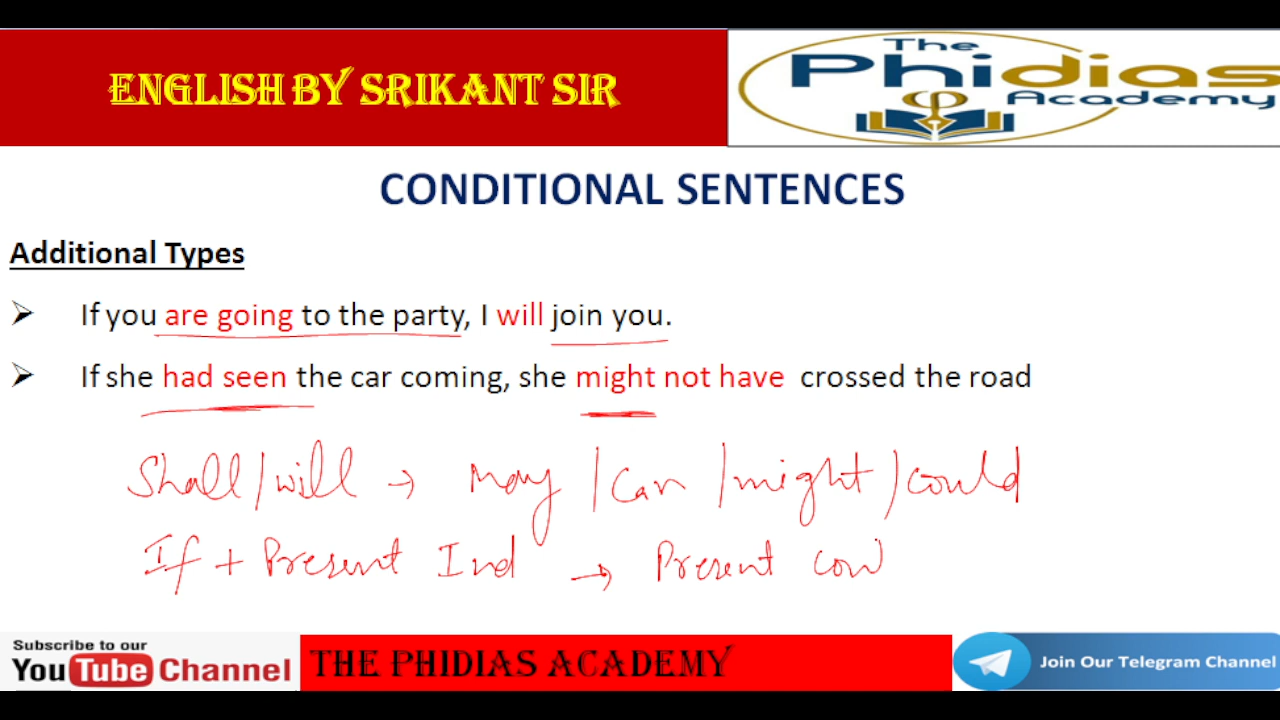 ENGLISH BY SRIKANT SIR
The
Phidias
Academy
CONDITIONAL SENTENCES
Additional Types
➢ If you are going to the party, I will join you.
➢ If she had seen the car coming, she might not have crossed the road
Shall/will → May /Can /might/could
If + Present Ind → Present con
Subscribe to our
YouTube Channel
THE PHIDIAS ACADEMY
Join Our Telegram Channel